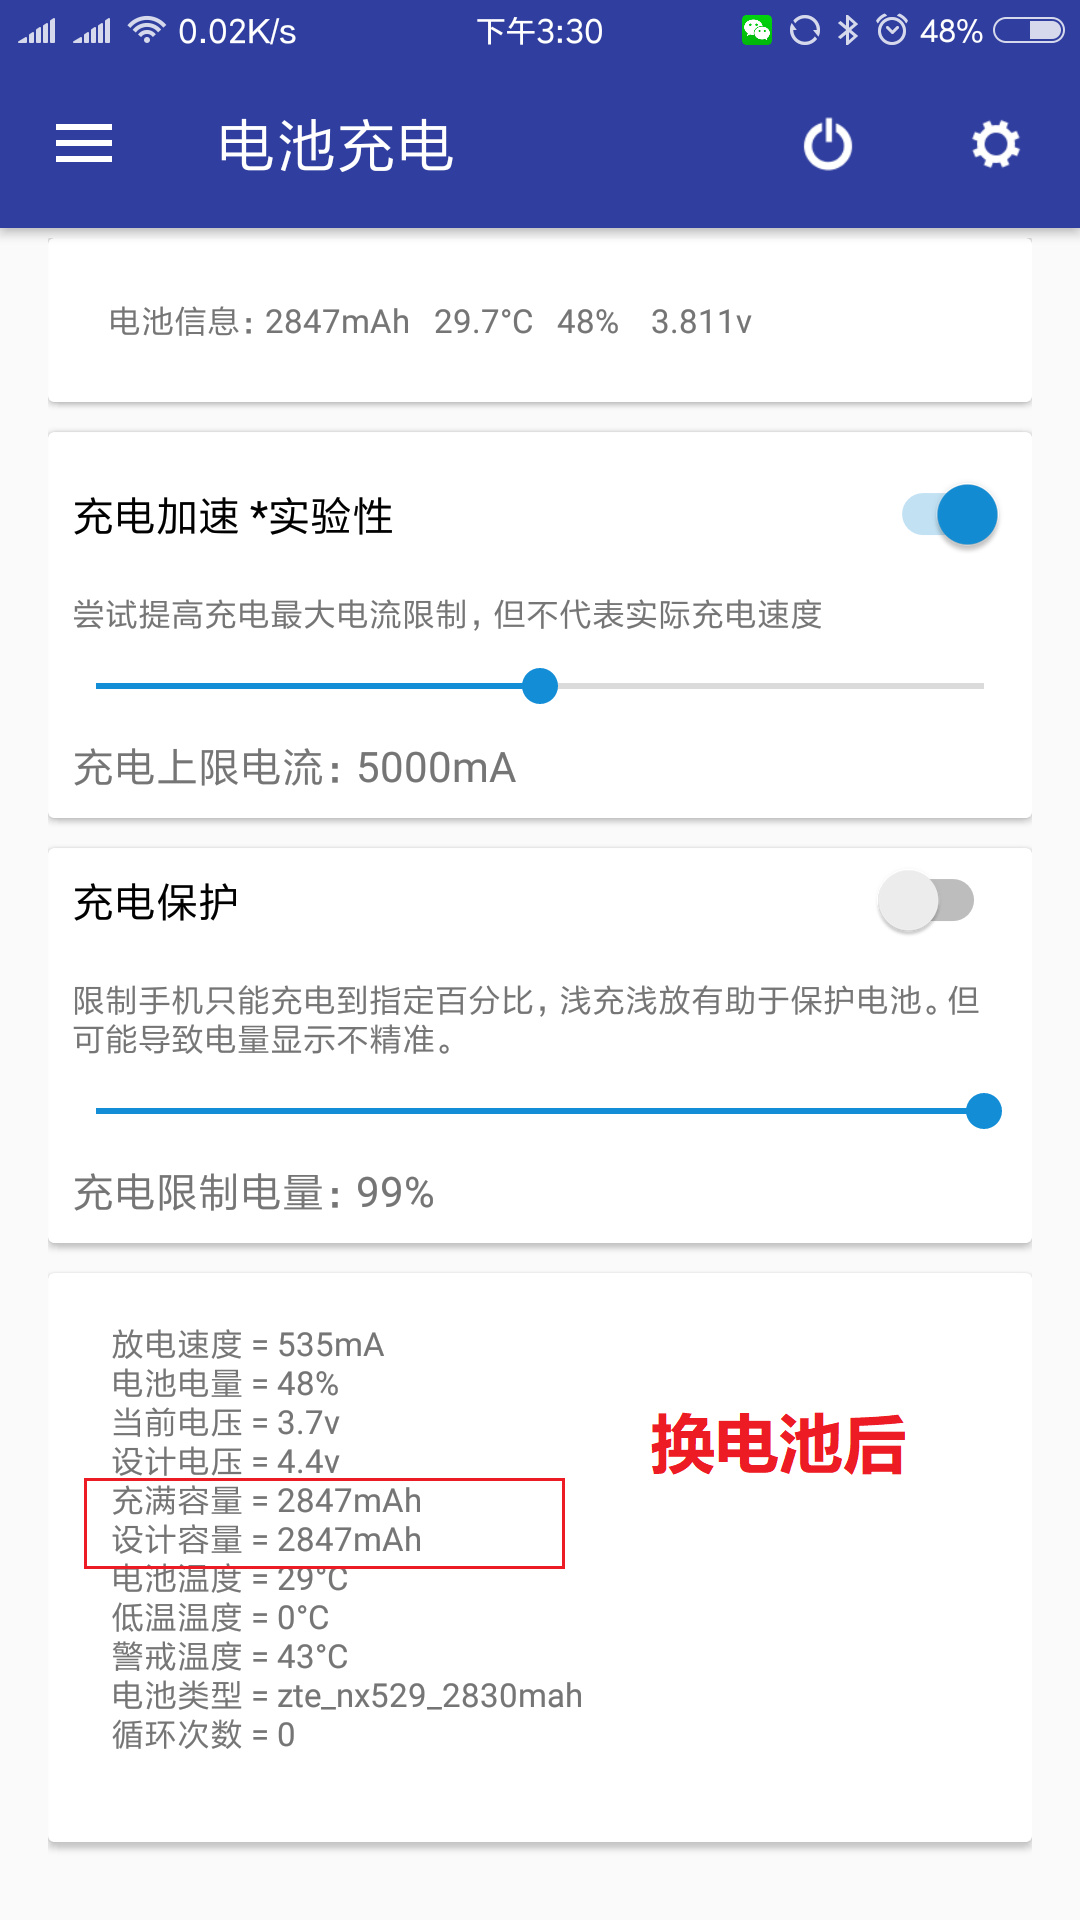 0.02K/s 下午3:30 48%
电池充电
电池信息：2847mAh 29.7°C 48% 3.811v
充电加速 *实验性
尝试提高充电最大电流限制，但不代表实际充电速度
充电上限电流：5000mA
充电保护
限制手机只能充电到指定百分比，浅充浅放有助于保护电池。但
可能导致电量显示不精准。
充电限制电量：99%
放电速度 = 535mA
电池电量 = 48%
当前电压 = 3.7v
设计电压 = 4.4v
充满容量 = 2847mAh
设计容量 = 2847mAh
电池温度 = 29°C
低温温度 = 0°C
警戒温度 = 43°C
电池类型 = zte_nx529_2830mah
循环次数 = 0
换电池后